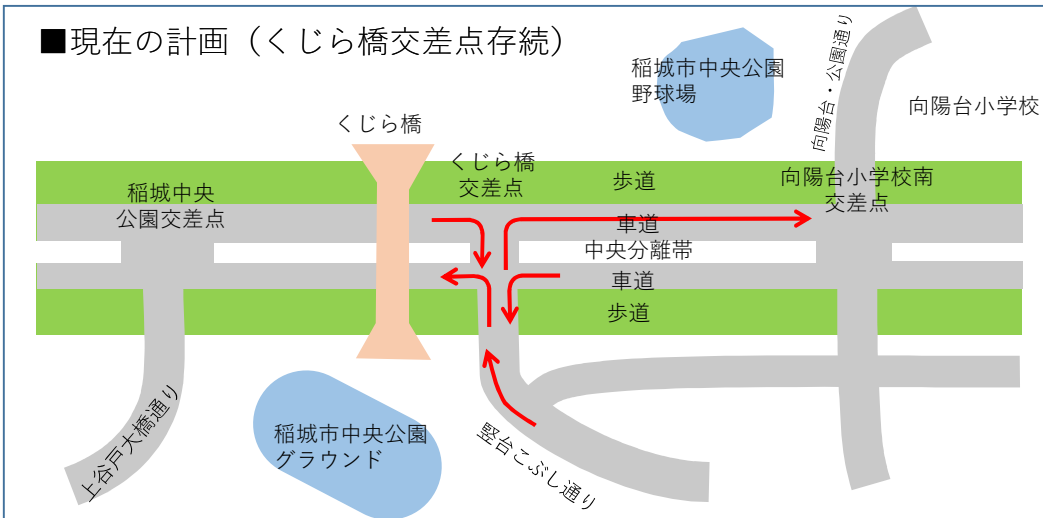 ■現在の計画（くじら橋交差点存続）
稲城市中央公園
野球場
向陽台・公園通り
向陽台小学校
くじら橋
くじら橋
交差点
稲城中央
公園交差点
歩道
向陽台小学校南
交差点
車道
中央分離帯
車道
歩道
上谷戸大橋通り
稲城市中央公園
グラウンド
竪台こぶし通り